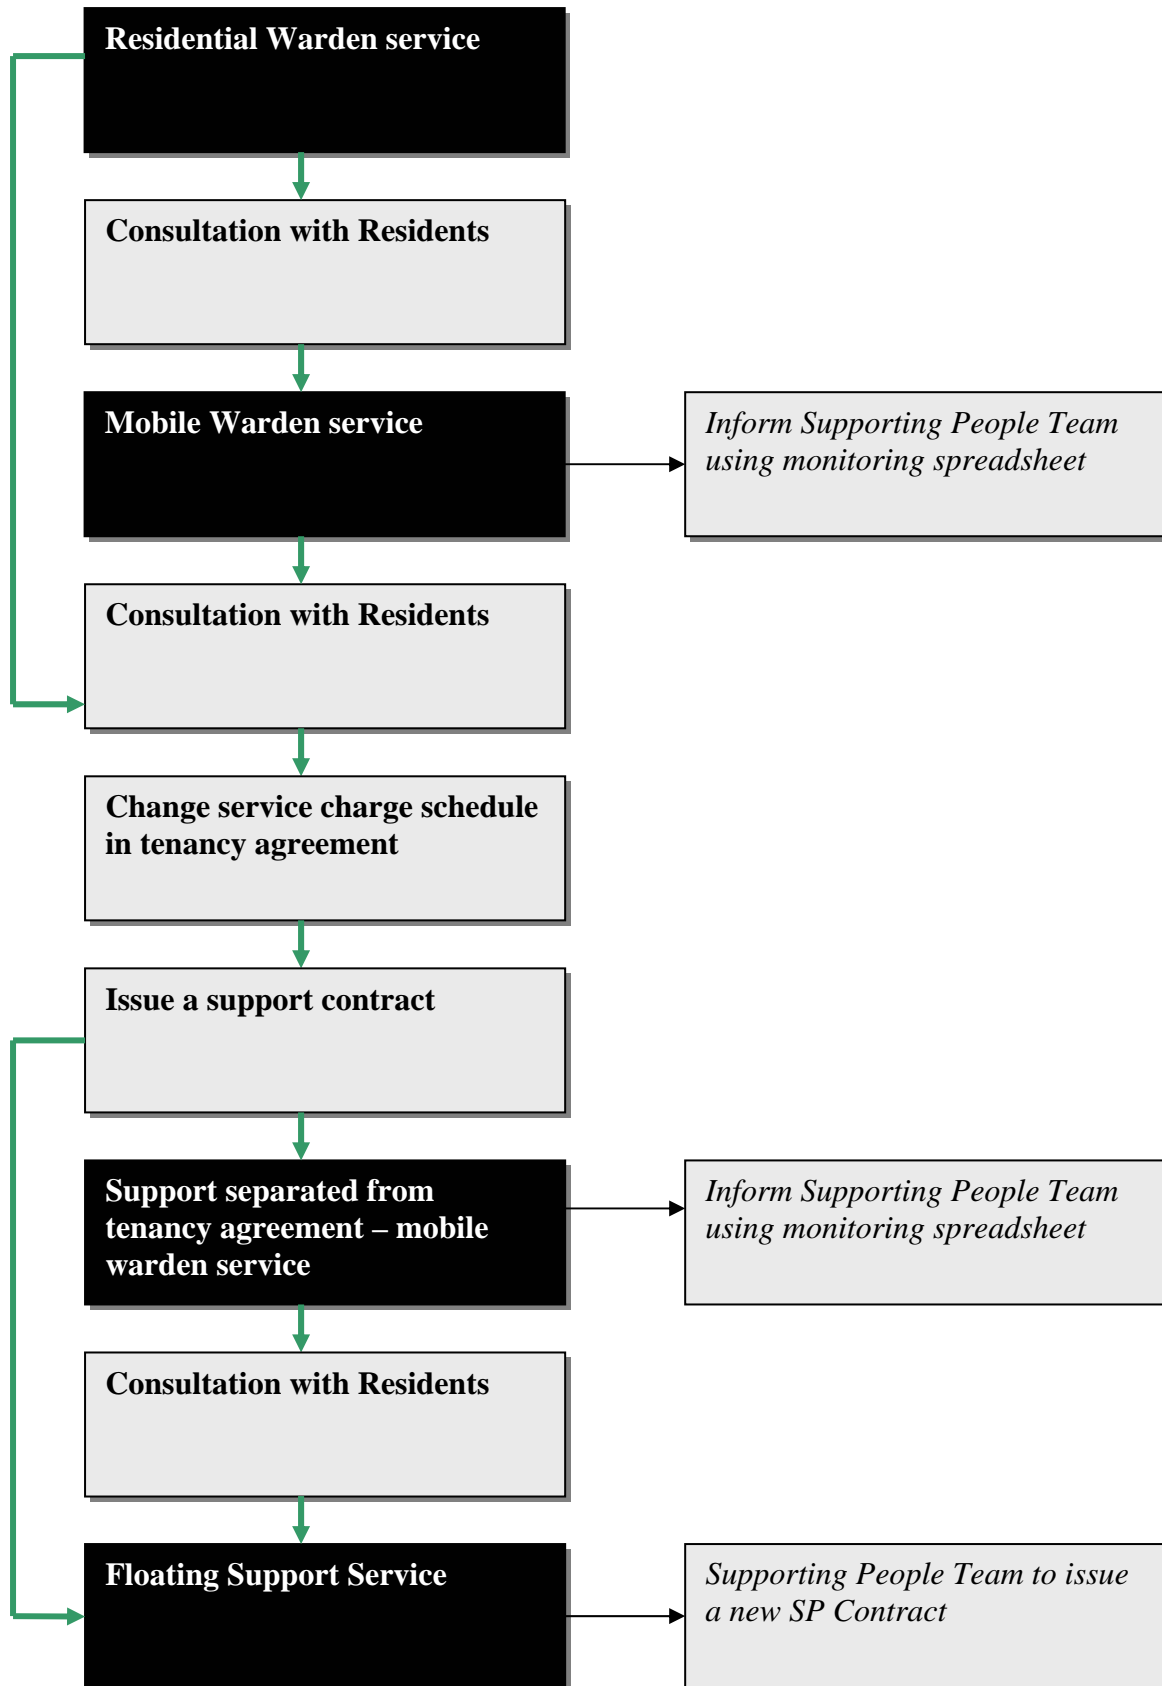 Residential Warden service
Consultation with Residents
Mobile Warden service
Inform Supporting People Team
using monitoring spreadsheet
Consultation with Residents
Change service charge schedule
in tenancy agreement
Issue a support contract
Support separated from
tenancy agreement – mobile
warden service
Inform Supporting People Team
using monitoring spreadsheet
Consultation with Residents
Floating Support Service
Supporting People Team to issue
a new SP Contract